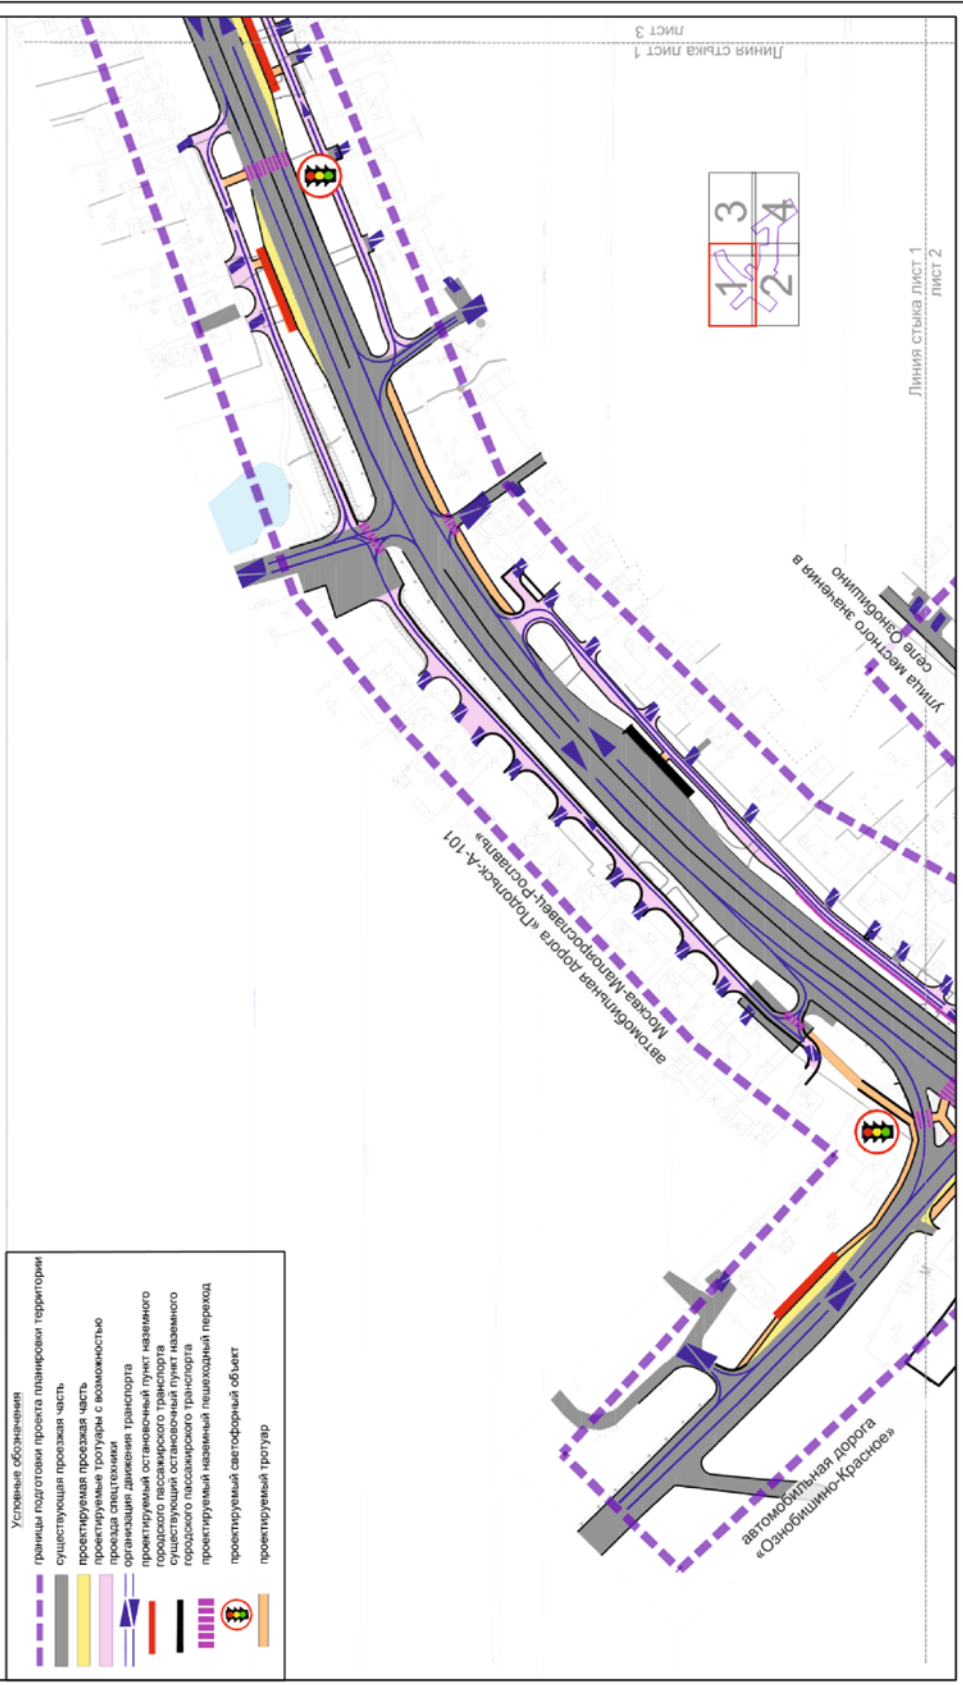 Условные обозначения
границы подготовки проекта планировки территории
существующая проезжая часть
проектируемая проезжая часть
проектируемые тротуары с возможностью
проезда спецтехники
организация движения транспорта
проектируемый остановочный пункт наземного
городского пассажирского транспорта
существующий остановочный пункт наземного
городского пассажирского транспорта
проектируемый наземный пешеходный переход
проектируемый светофорный объект
проектируемый тротуар
автомобильная дорога
«Ознобишино-Красное»
автомобильная дорога «Подольск-А-101
Москва-Малоярославец-Рославль»
улица местного значения в
селе Ознобишино
Линия стыка лист 1
лист 2
1
3
2
4
Линия стыка лист 1
лист 3